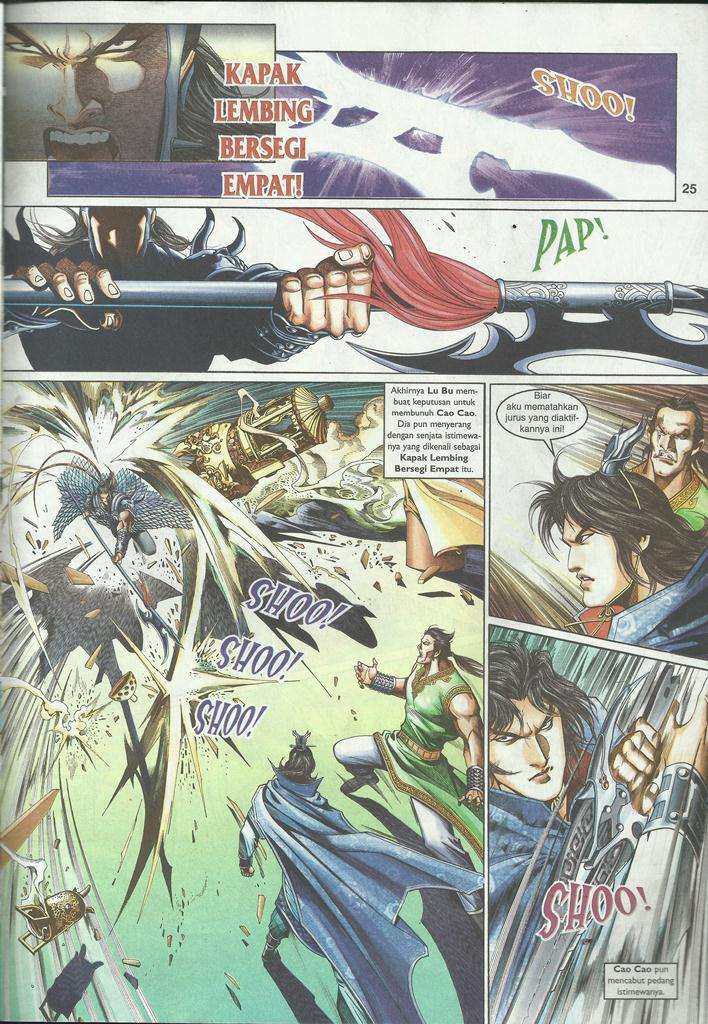 KAPAK
LEMBING
BERSEGI
EMPAT!
SHOO!
25
PAP!
Akhirnya Lu Bu mem-
buat keputusan untuk
membunuh Cao Cao.
Dia pun menyerang
dengan senjata istimewa-
nya yang dikenali sebagai
Kapak Lembing
Bersegi Empat itu.
Biar
aku mematahkan
jurus yang diaktif-
kannya ini!
SHOO!
SHOO!
SHOO!
SHOO!
Cao Cao pun
mencabut pedang
istimewanya.